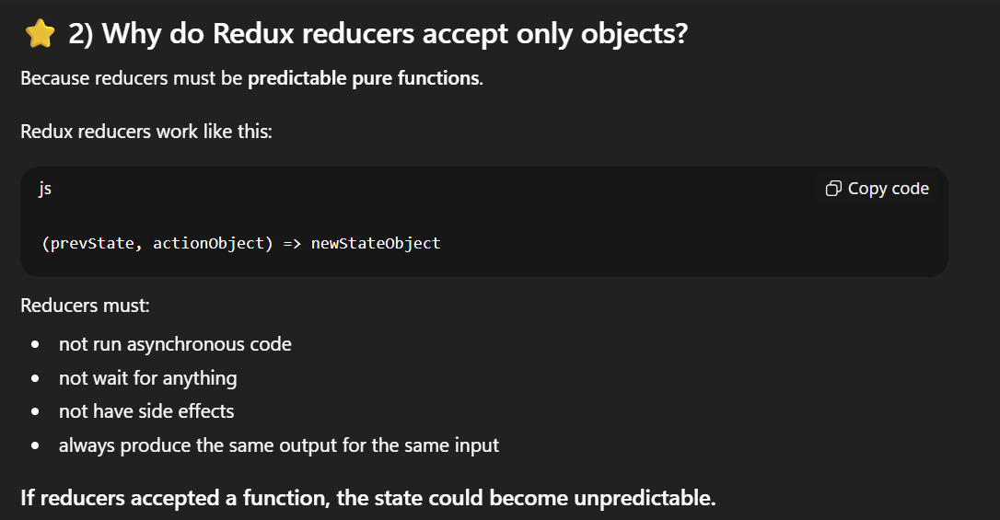 ⭐ 2) Why do Redux reducers accept only objects?
Because reducers must be predictable pure functions.
Redux reducers work like this:
js
Copy code
(prevState, actionObject) => newStateObject
Reducers must:
• not run asynchronous code
• not wait for anything
• not have side effects
• always produce the same output for the same input
If reducers accepted a function, the state could become unpredictable.